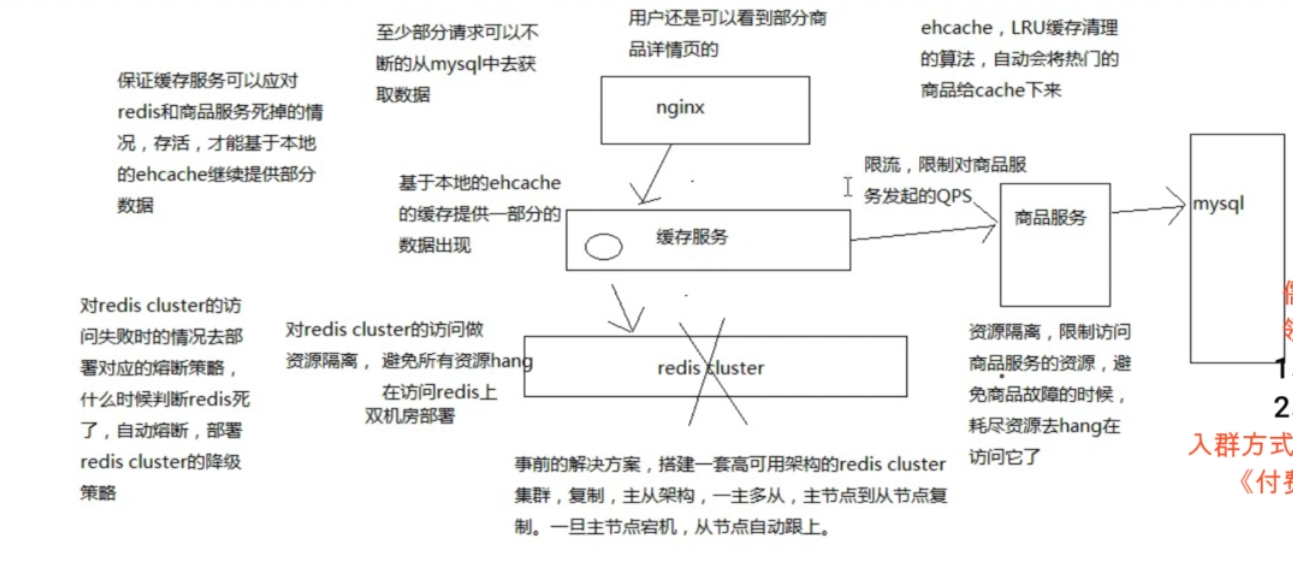 至少部分请求可以不
断的从mysql中去获
取数据
用户还是可以看到部分商
品详情页的
ehcache，LRU缓存清理
的算法，自动会将热门的
商品给cache下来
保证缓存服务可以应对
redis和商品服务死掉的情
况，存活，才能基于本地
的ehcache继续提供部分
数据
nginx
基于本地的ehcache
的缓存提供一部分的
数据出现
缓存服务
限流，限制对商品服
务发起的QPS
商品服务
mysql
对redis cluster的访
问失败时的情况去部
署对应的熔断策略，
什么时候判断redis死
了，自动熔断，部署
redis cluster的降级
策略
对redis cluster的访问做
资源隔离， 避免所有资源hang
在访问redis上
双机房部署
redis cluster
资源隔离，限制访问
商品服务的资源，避
免商品故障的时候，
耗尽资源去hang在
访问它了
事前的解决方案，搭建一套高可用架构的redis cluster
集群，复制，主从架构，一主多从，主节点到从节点复
制。一旦主节点宕机，从节点自动跟上。
1
2
入群方式
《付费